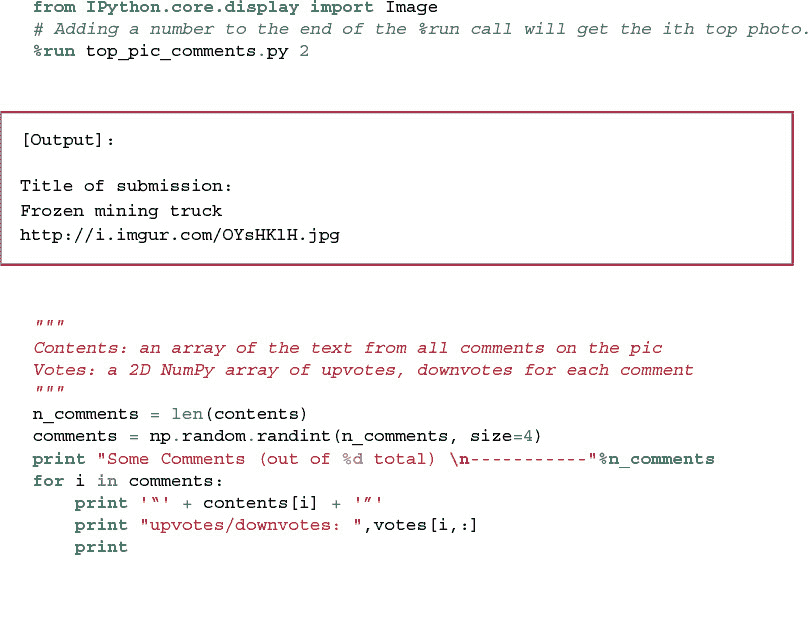 from IPython.core.display import Image
# Adding a number to the end of the %run call will get the ith top photo.
%run top_pic_comments.py 2
[Output]:
Title of submission:
Frozen mining truck
http://i.imgur.com/OYsHKlH.jpg
"""
Contents: an array of the text from all comments on the pic
Votes: a 2D NumPy array of upvotes, downvotes for each comment
"""
n_comments = len(contents)
comments = np.random.randint(n_comments, size=4)
print "Some Comments (out of %d total) \n-----------"%n_comments
for i in comments:
    print '“' + contents[i] + '”'
    print "upvotes/downvotes: ",votes[i,:]
    print